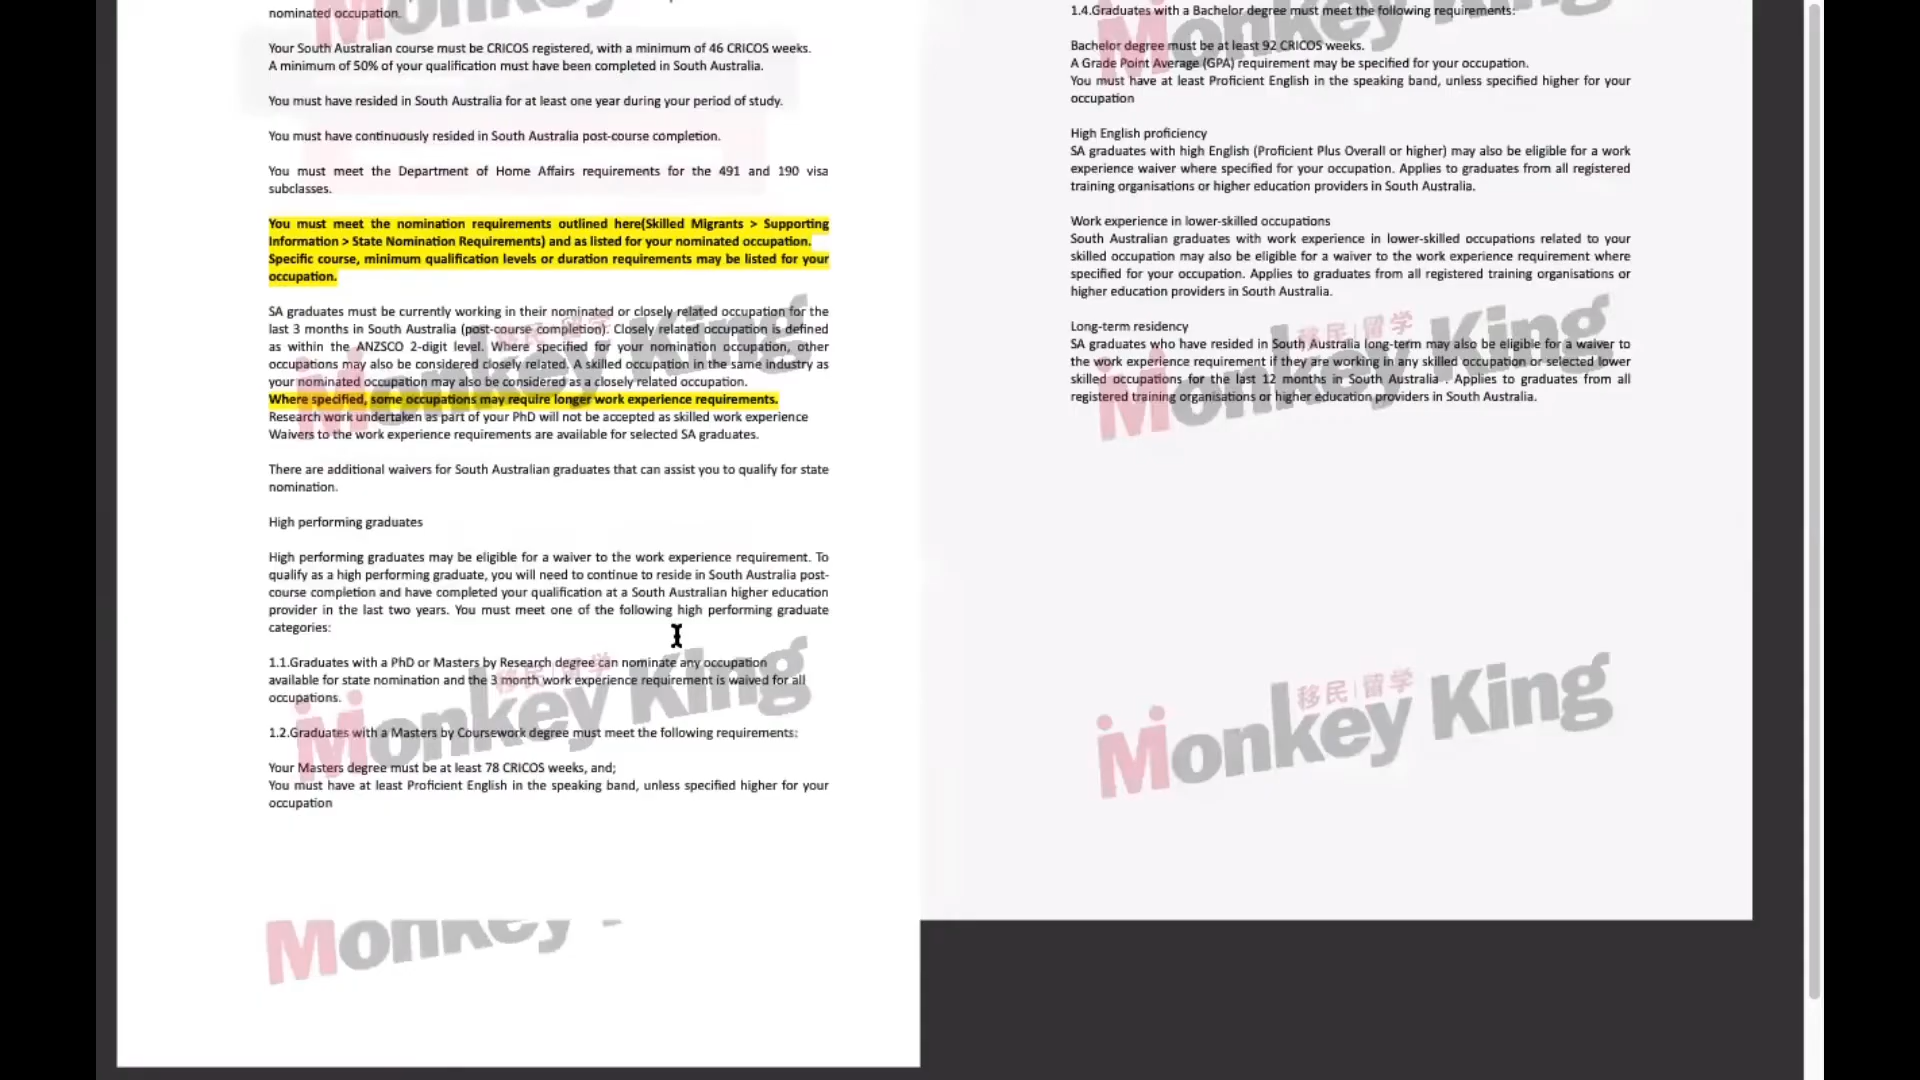 nominated occupation.
Your South Australian course must be CRICOS registered, with a minimum of 46 CRICOS weeks.
A minimum of 50% of your qualification must have been completed in South Australia.
You must have resided in South Australia for at least one year during your period of study.
You must have continuously resided in South Australia post-course completion.
You must meet the Department of Home Affairs requirements for the 491 and 190 visa
subclasses.
You must meet the nomination requirements outlined here(Skilled Migrants > Supporting
Information > State Nomination Requirements) and as listed for your nominated occupation.
Specific course, minimum qualification levels or duration requirements may be listed for your
occupation.
SA graduates must be currently working in their nominated or closely related occupation for the
last 3 months in South Australia (post-course completion). Closely related occupation is defined
as within the ANZSCO 2-digit level. Where specified for your nomination occupation, other
occupations may also be considered closely related. A skilled occupation in the same industry as
your nominated occupation may also be considered as a closely related occupation.
Where specified, some occupations may require longer work experience requirements.
Research work undertaken as part of your PhD will not be accepted as skilled work experience
Waivers to the work experience requirements are available for selected SA graduates.
There are additional waivers for South Australian graduates that can assist you to qualify for state
nomination.
High performing graduates
High performing graduates may be eligible for a waiver to the work experience requirement. To
qualify as a high performing graduate, you will need to continue to reside in South Australia post-
course completion and have completed your qualification at a South Australian higher education
provider in the last two years. You must meet one of the following high performing graduate
categories:
1.1.Graduates with a PhD or Masters by Research degree can nominate any occupation
available for state nomination and the 3 month work experience requirement is waived for all
occupations.
1.2.Graduates with a Masters by Coursework degree must meet the following requirements:
Your Masters degree must be at least 78 CRICOS weeks, and;
You must have at least Proficient English in the speaking band, unless specified higher for your
occupation
1.4.Graduates with a Bachelor degree must meet the following requirements:
Bachelor degree must be at least 92 CRICOS weeks.
A Grade Point Average (GPA) requirement may be specified for your occupation.
You must have at least Proficient English in the speaking band, unless specified higher for your
occupation
High English proficiency
SA graduates with high English (Proficient Plus Overall or higher) may also be eligible for a work
experience waiver where specified for your occupation. Applies to graduates from all registered
training organisations or higher education providers in South Australia.
Work experience in lower-skilled occupations
South Australian graduates with work experience in lower-skilled occupations related to your
skilled occupation may also be eligible for a waiver to the work experience requirement where
specified for your occupation. Applies to graduates from all registered training organisations or
higher education providers in South Australia.
Long-term residency
SA graduates who have resided in South Australia long-term may also be eligible for a waiver to
the work experience requirement if they are working in any skilled occupation or selected lower
skilled occupations for the last 12 months in South Australia . Applies to graduates from all
registered training organisations or higher education providers in South Australia.
移民|留学
Monkey King
移民|留学
Monkey King
移民|留学
Monkey King
移民|留学
Monkey King
Monkey